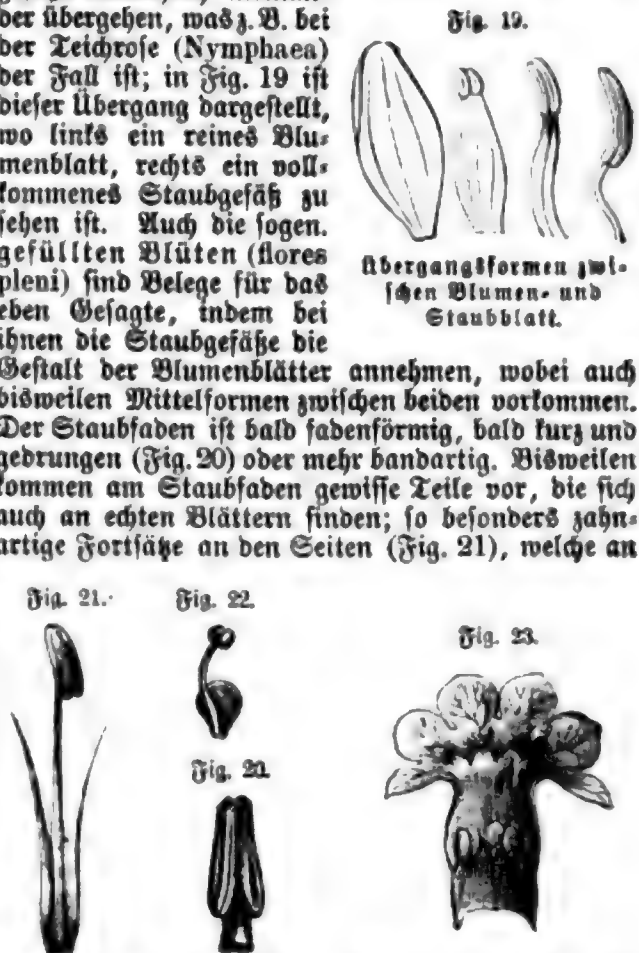 der übergehen, was z. B. bei
der Teichrose (Nymphaea)
der Fall ist; in Fig. 19 ist
dieser Übergang dargestellt,
wo links ein reines Blu-
menblatt, rechts ein voll-
kommenes Staubgefäß zu
sehen ist. Auch die sogen.
gefüllten Blüten (flores
pleni) sind Belege für das
eben Gesagte, indem bei
ihnen die Staubgefäße die
Fig. 19.
Übergangsformen zwi-
schen Blumen- und
Staubblatt.
Gestalt der Blumenblätter annehmen, wobei auch
bisweilen Mittelformen zwischen beiden vorkommen.
Der Staubfaden ist bald fadenförmig, bald kurz und
gedrungen (Fig. 20) oder mehr bandartig. Bisweilen
kommen am Staubfaden gewisse Teile vor, die sich
auch an echten Blättern finden; so besonders zahn-
artige Fortsätze an den Seiten (Fig. 21), welche an
Fig. 21.
Fig. 22.
Fig. 23.
Fig. 20.